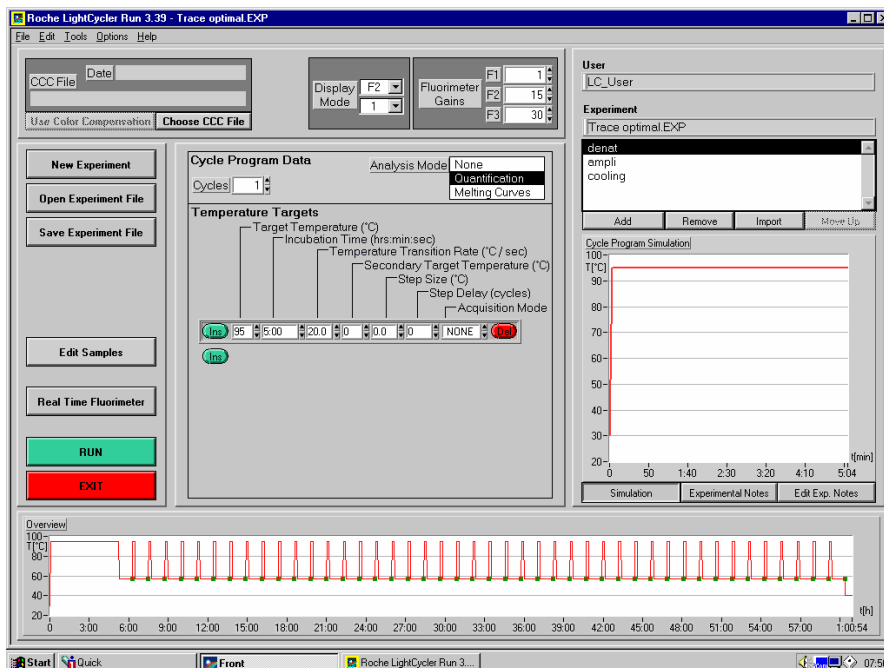 Roche LightCycler Run 3.39 - Trace optimal.EXP
File Edit Tools Options Help
CCC File
Date
Use Color Compensation
Choose CCC File
Display Mode
F2
1
Fluorimeter Gains
F1 1
F2 15
F3 30
User
LC_User
Experiment
Trace optimal.EXP
denat
ampli
cooling
Add Remove Import Move Up
New Experiment
Open Experiment File
Save Experiment File
Edit Samples
Real Time Fluorimeter
RUN
EXIT
Cycle Program Data
Cycles 1
Analysis Mode
None
Quantification
Melting Curves
Temperature Targets
Target Temperature (°C)
Incubation Time (hrs:min:sec)
Temperature Transition Rate (°C / sec)
Secondary Target Temperature (°C)
Step Size (°C)
Step Delay (cycles)
Acquisition Mode
Ins 95 5:00 20.0 0 0.0 0 NONE Del
Ins
Cycle Program Simulation
100-
T[°C]
90-
80-
70-
60-
50-
40-
30-
20-
t[min]
0 50 1:40 2:30 3:20 4:10 5:04
Simulation Experimental Notes Edit Exp. Notes
Overview
100-
T[°C]
80-
60-
40-
20-
t[h]
0 3:00 6:00 9:00 12:00 15:00 18:00 21:00 24:00 27:00 30:00 33:00 36:00 39:00 42:00 45:00 48:00 51:00 54:00 57:00 1:00:54
Start Quick Front Roche LightCycler Run 3.... 07:50